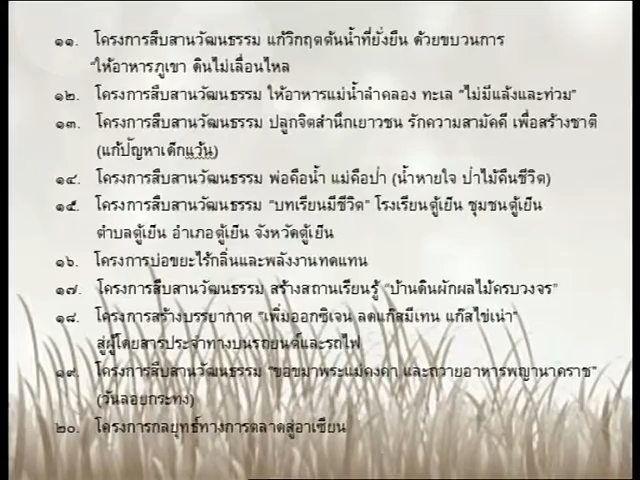 ๑๑. โครงการสืบสานวัฒนธรรม แก้วิกฤตต้นน้ำที่ยั่งยืน ด้วยขบวนการ
"ให้อาหารภูเขา ดินไม่เลื่อนไหล
๑๒. โครงการสืบสานวัฒนธรรม ให้อาหารแม่น้ำลำคลอง ทะเล "ไม่มีแล้งและท่วม"
๑๓. โครงการสืบสานวัฒนธรรม ปลูกจิตสำนึกเยาวชน รักความสามัคคี เพื่อสร้างชาติ
(แก้ปัญหาเด็กแว้น)
๑๔. โครงการสืบสานวัฒนธรรม พ่อคือน้ำ แม่คือป่า (น้ำหายใจ ป่าไม้คืนชีวิต)
๑๕. โครงการสืบสานวัฒนธรรม "บทเรียนมีชีวิต" โรงเรียนตู้เย็น ชุมชนตู้เย็น
ตำบลตู้เย็น อำเภอตู้เย็น จังหวัดตู้เย็น
๑๖. โครงการบ่อขยะไร้กลิ่นและพลังงานทดแทน
๑๗. โครงการสืบสานวัฒนธรรม สร้างสถานเรียนรู้ "บ้านดินผักผลไม้ครบวงจร"
๑๘. โครงการสร้างบรรยากาศ "เพิ่มออกซิเจน ลดแก๊สมีเทน แก๊สไข่เน่า"
สู่ผู้โดยสารประจำทางบนรถยนต์และรถไฟ
๑๙. โครงการสืบสานวัฒนธรรม "ขอขมาพระแม่คงคา และถวายอาหารพญานาคราช"
(วันลอยกระทง)
๒๐. โครงการกลยุทธ์ทางการตลาดสู่อาเซียน